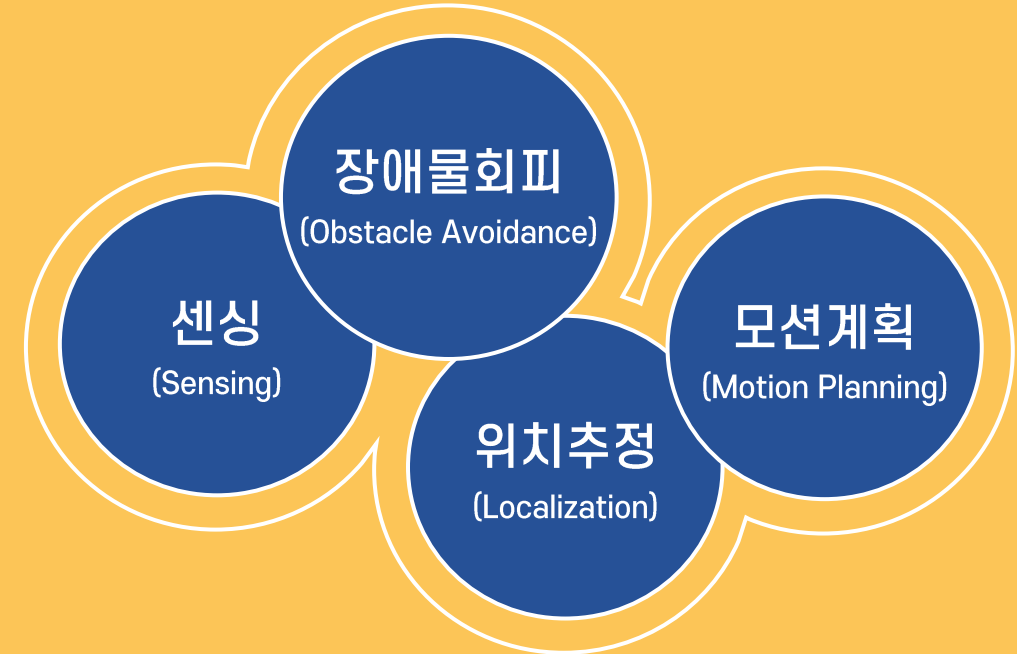 센싱
(Sensing)
장애물회피
(Obstacle Avoidance)
위치추정
(Localization)
모션계획
(Motion Planning)